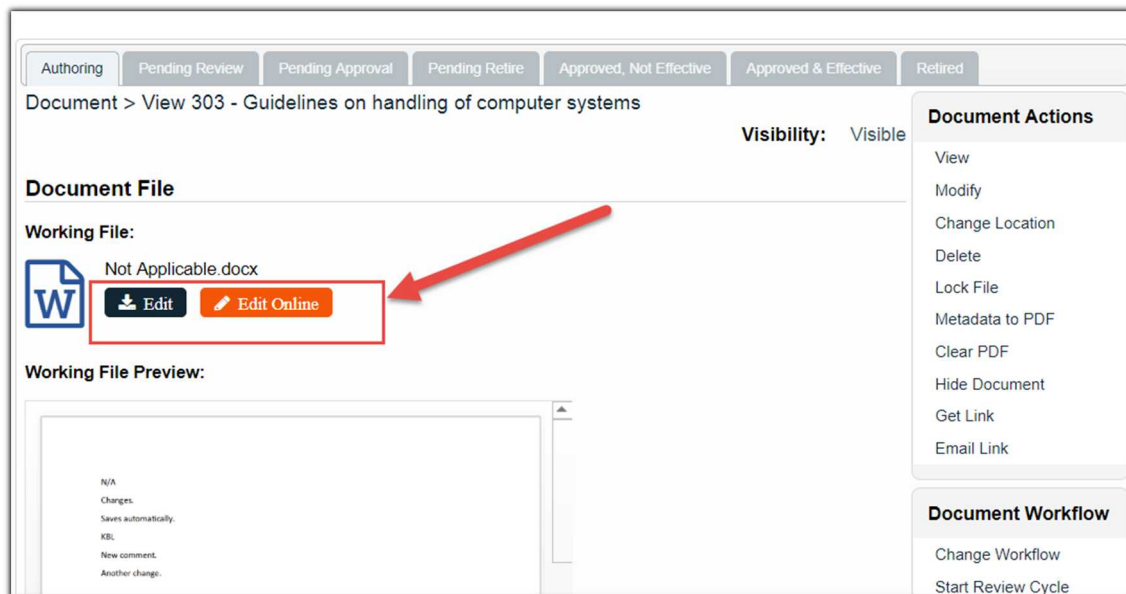 Authoring
Pending Review
Pending Approval
Pending Retire
Approved, Not Effective
Approved & Effective
Retired
Document > View 303 - Guidelines on handling of computer systems
Visibility: Visible
Document File
Working File:
W
Not Applicable.docx
Edit
Edit Online
Working File Preview:
N/A
Changes.
Saves automatically.
KBL
New comment.
Another change.
Document Actions
View
Modify
Change Location
Delete
Lock File
Metadata to PDF
Clear PDF
Hide Document
Get Link
Email Link
Document Workflow
Change Workflow
Start Review Cycle